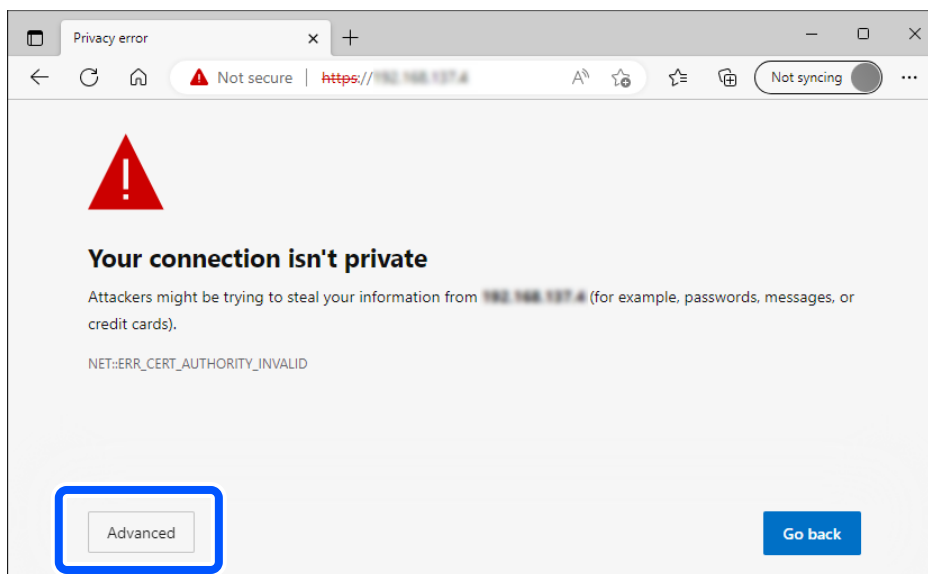 Privacy error
Not secure | https://
Not syncing
Your connection isn't private
Attackers might be trying to steal your information from (for example, passwords, messages, or
credit cards).
NET::ERR_CERT_AUTHORITY_INVALID
Advanced
Go back